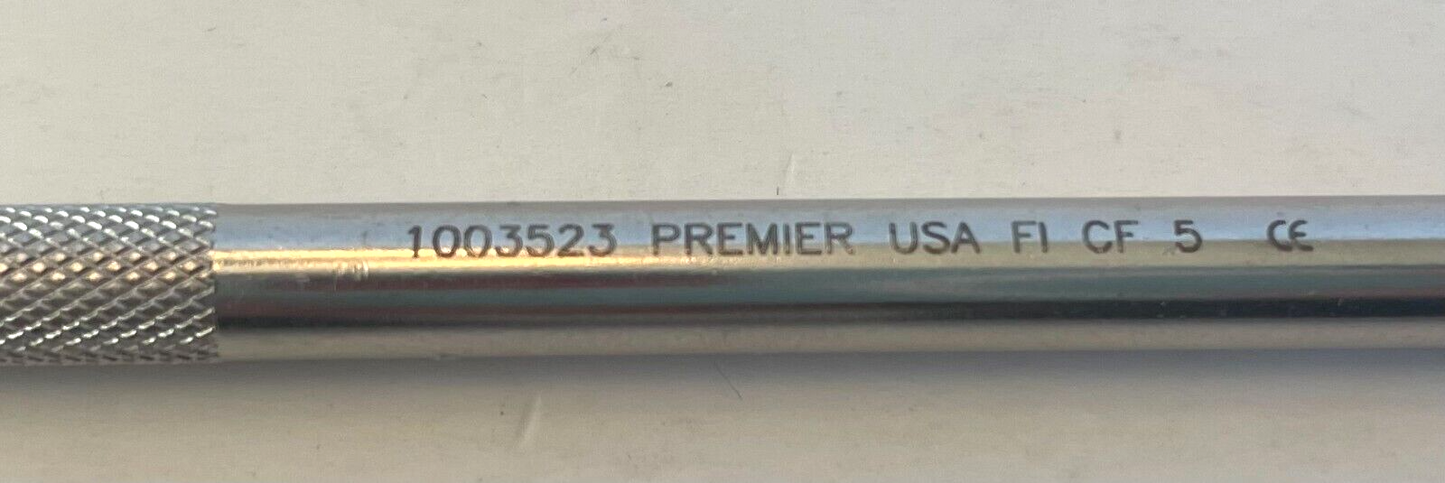 1003523 PREMIER USA FI CF 5 CE